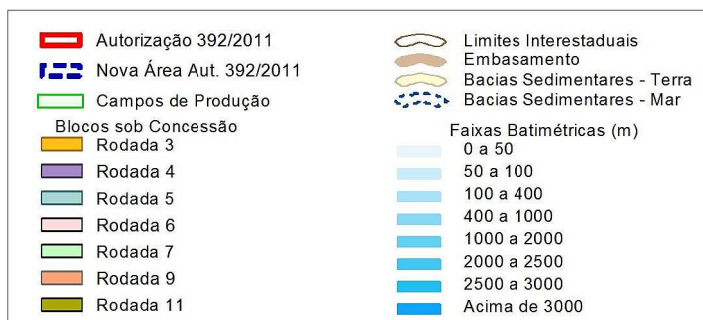 Autorização 392/2011
Nova Área Aut. 392/2011
Campos de Produção
Blocos sob Concessão
Rodada 3
Rodada 4
Rodada 5
Rodada 6
Rodada 7
Rodada 9
Rodada 11
Limites Interestaduais
Embasamento
Bacias Sedimentares - Terra
Bacias Sedimentares - Mar
Faixas Batimétricas (m)
0 a 50
50 a 100
100 a 400
400 a 1000
1000 a 2000
2000 a 2500
2500 a 3000
Acima de 3000